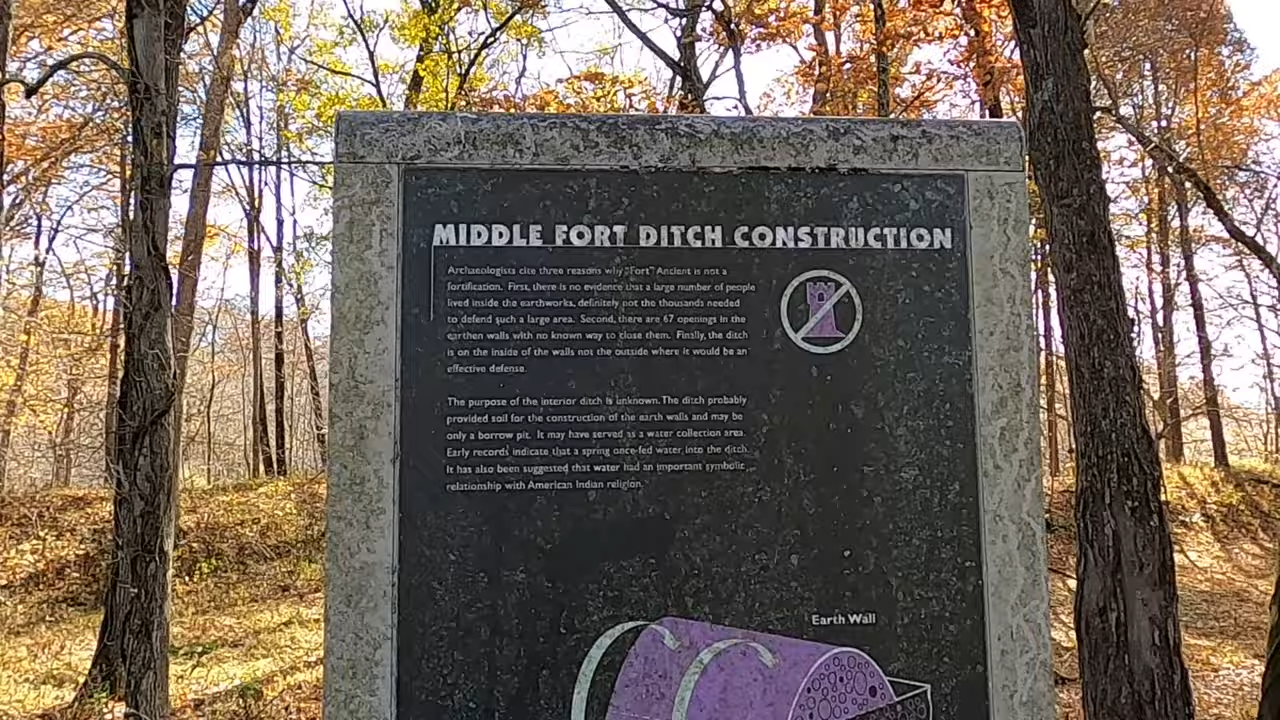 MIDDLE FORT DITCH CONSTRUCTION
Archaeologists cite three reasons why "Fort" Ancient is not a
fortification. First, there is no evidence that a large number of people
lived inside the earthworks, definitely not the thousands needed
to defend such a large area. Second, there are 67 openings in the
earthen walls with no known way to close them. Finally, the ditch
is on the inside of the walls not the outside where it would be an
effective defense.
The purpose of the interior ditch is unknown. The ditch probably
provided soil for the construction of the earth walls and may be
only a borrow pit. It may have served as a water collection area.
Early records indicate that a spring once fed water into the ditch.
It has also been suggested that water had an important symbolic
relationship with American Indian religion.
Earth Wall